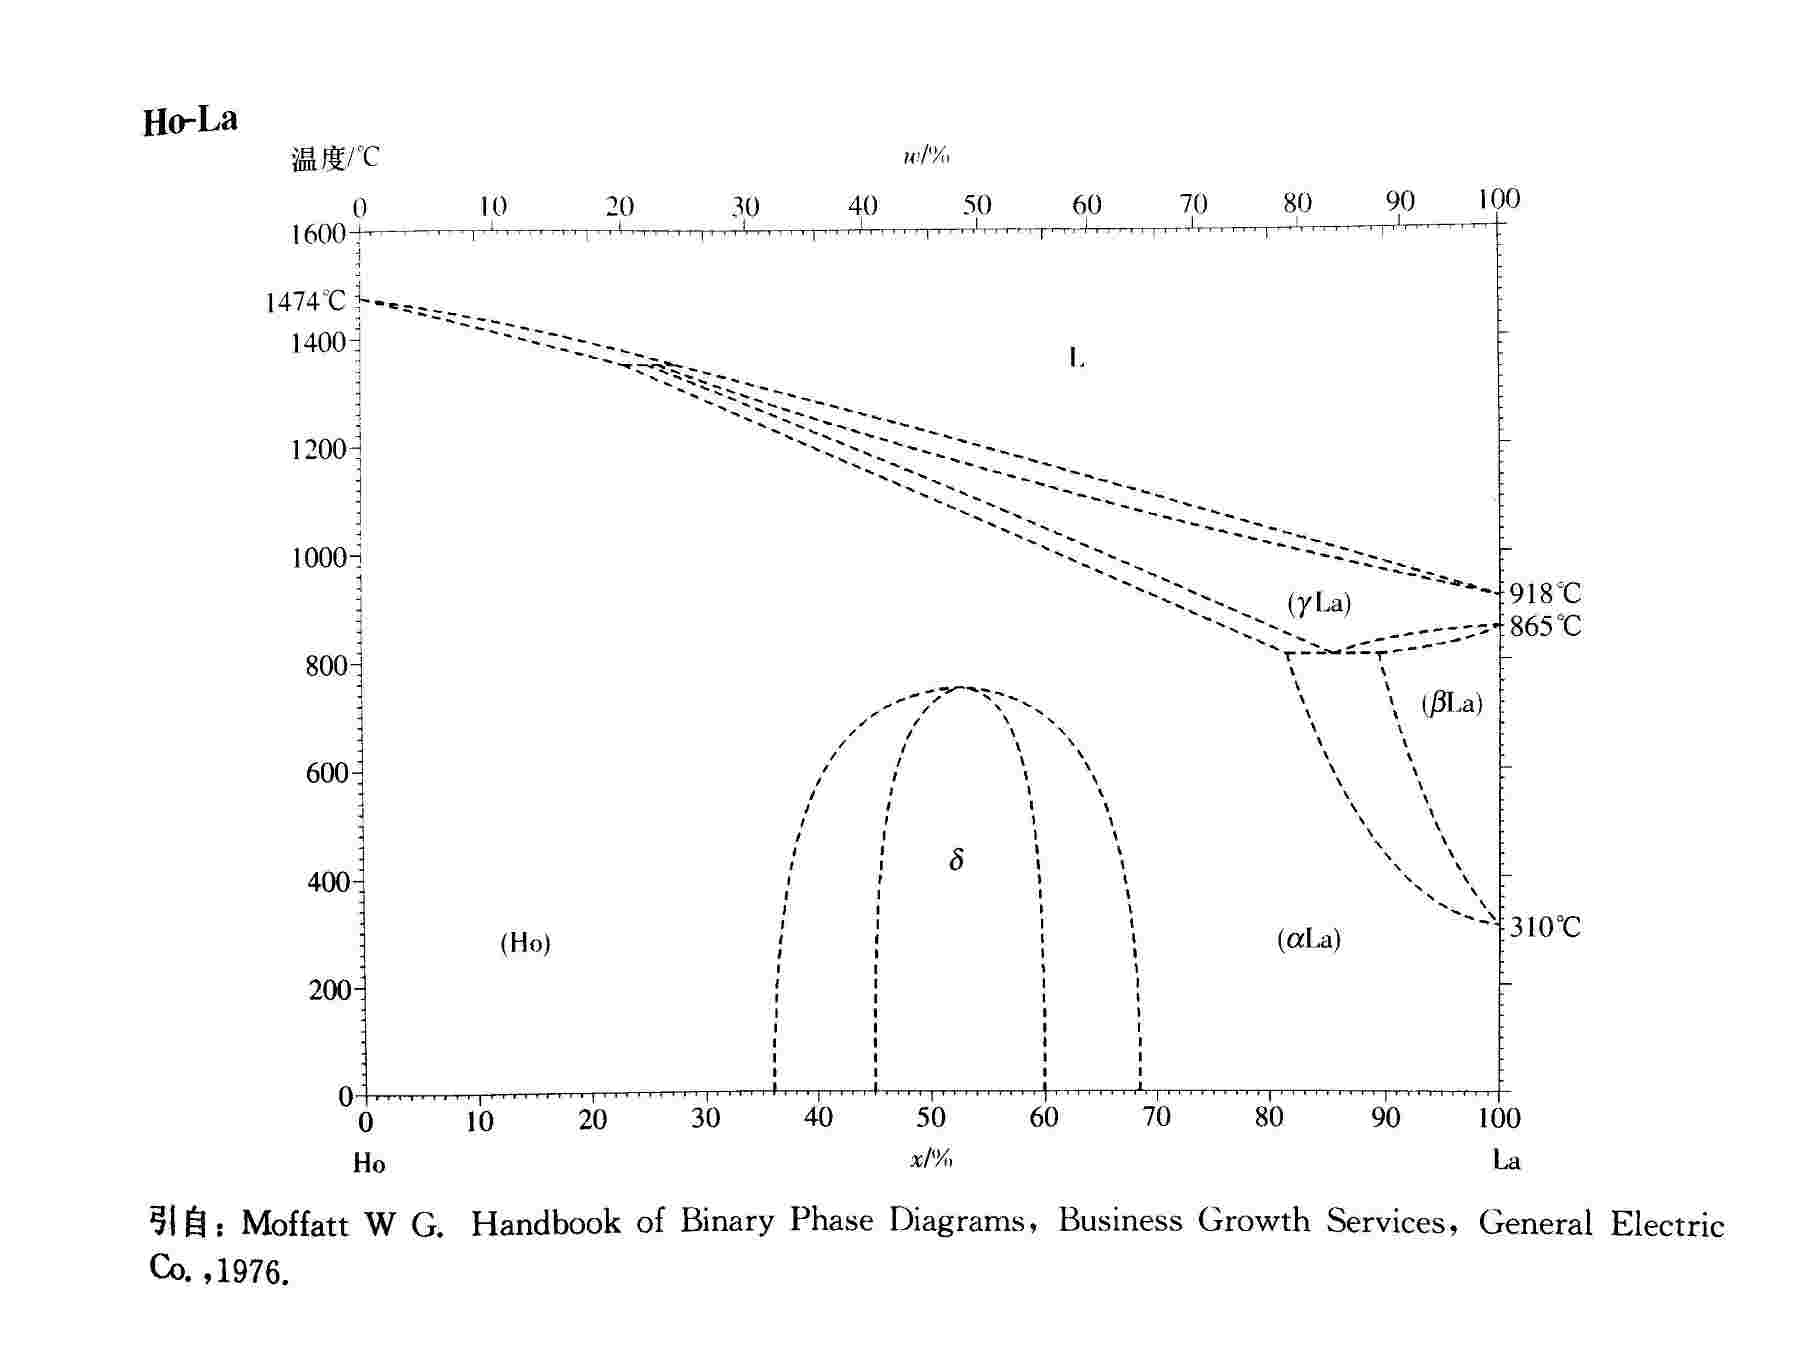 Ho-La
温度/℃
w/%
0 10 20 30 40 50 60 70 80 90 100
1600
1474℃
1400
L
1200
1000
918℃
(γLa)
865℃
800
(βLa)
600
δ
400
(Ho)
(αLa)
310℃
200
0
0 10 20 30 40 50 60 70 80 90 100
Ho
x/%
La
引自: Moffatt W G. Handbook of Binary Phase Diagrams, Business Growth Services, General Electric
Co.,1976.